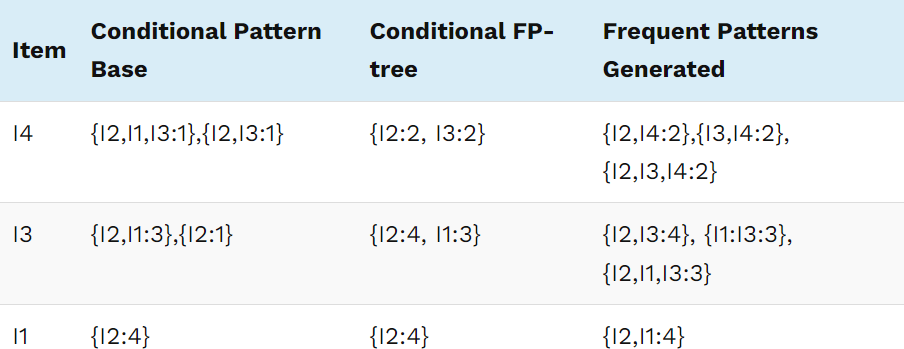 Item Conditional Pattern Base Conditional FP-tree Frequent Patterns Generated
I4 {I2,I1,I3:1},{I2,I3:1} {I2:2, I3:2} {I2,I4:2},{I3,I4:2},
{I2,I3,I4:2}
I3 {I2,I1:3},{I2:1} {I2:4, I1:3} {I2,I3:4}, {I1:I3:3},
{I2,I1,I3:3}
I1 {I2:4} {I2:4} {I2,I1:4}